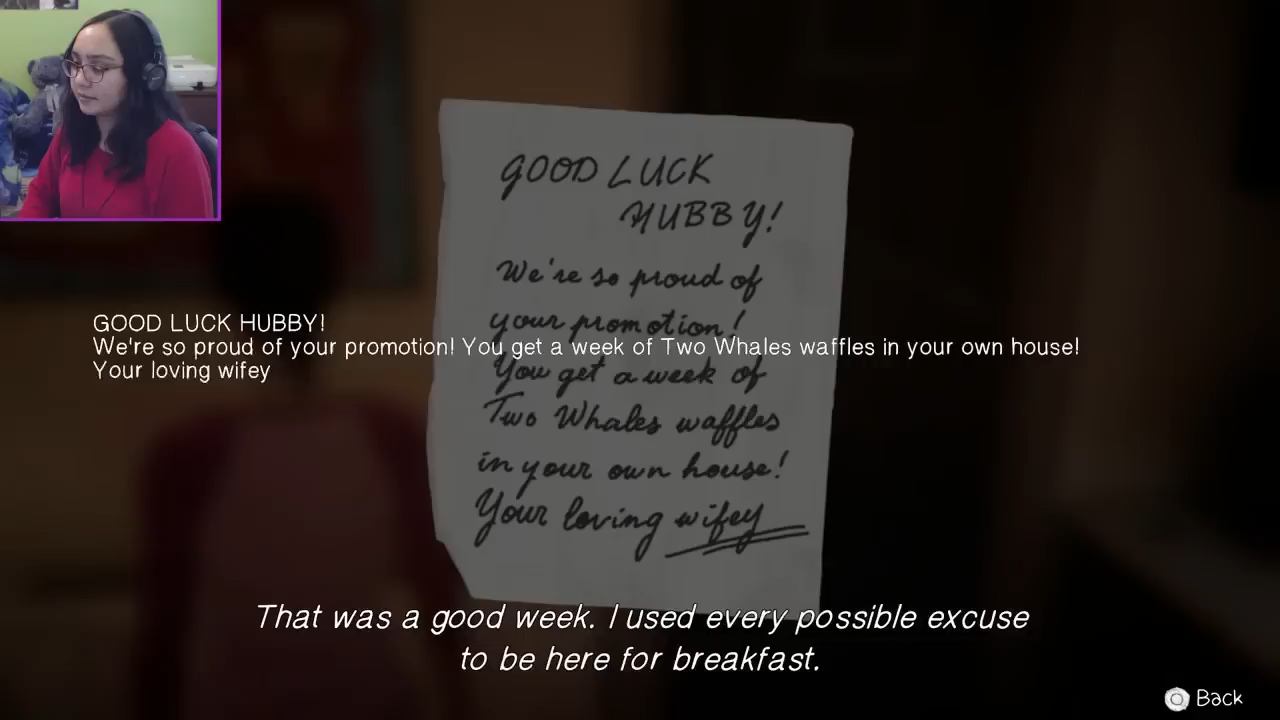 GOOD LUCK
HUBBY!
We're so proud of
your promotion!
You get a week of
Two Whales waffles
in your own house!
Your loving wifey
GOOD LUCK HUBBY!
We're so proud of your promotion! You get a week of Two Whales waffles in your own house!
Your loving wifey
That was a good week. I used every possible excuse
to be here for breakfast.
Back